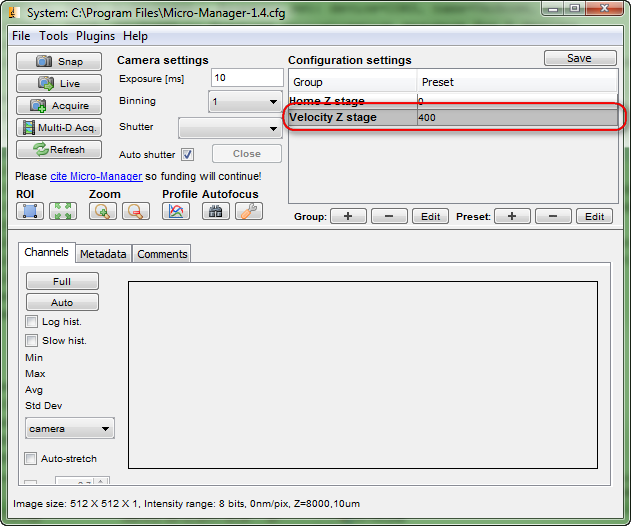 System: C:\Program Files\Micro-Manager-1.4.cfg
File Tools Plugins Help
Snap
Live
Acquire
Multi-D Acq.
Refresh
Camera settings
Exposure [ms] 10
Binning 1
Shutter
Auto shutter Close
Configuration settings Save
Group Preset
Home Z stage 0
Velocity Z stage 400
Please cite Micro-Manager so funding will continue!
ROI Zoom Profile Autofocus
Group: + − Edit Preset: + − Edit
Channels Metadata Comments
Full
Auto
Log hist.
Slow hist.
Min
Max
Avg
Std Dev
camera
Auto-stretch
Image size: 512 X 512 X 1, Intensity range: 8 bits, 0nm/pix, Z=8000,10um